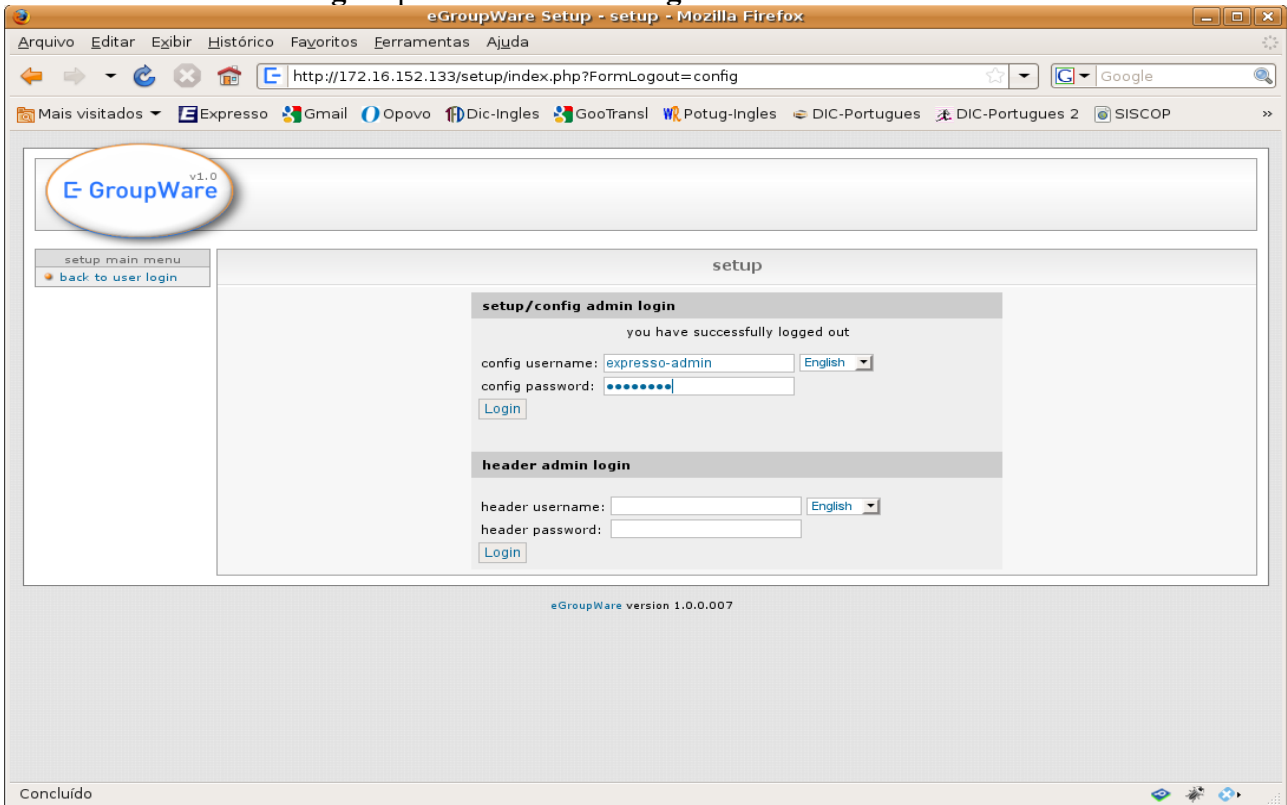 eGroupWare Setup - setup - Mozilla Firefox
Arquivo Editar Exibir Histórico Favoritos Ferramentas Ajuda
http://172.16.152.133/setup/index.php?FormLogout=config
G Google
Mais visitados Expresso Gmail Opovo Dic-Ingles GooTransl Potug-Ingles DIC-Portugues DIC-Portugues 2 SISCOP »
v1.0
E- GroupWare
setup main menu
back to user login
setup
setup/config admin login
you have successfully logged out
config username: expresso-admin English
config password: ••••••••
Login
header admin login
header username: English
header password:
Login
eGroupWare version 1.0.0.007
Concluído